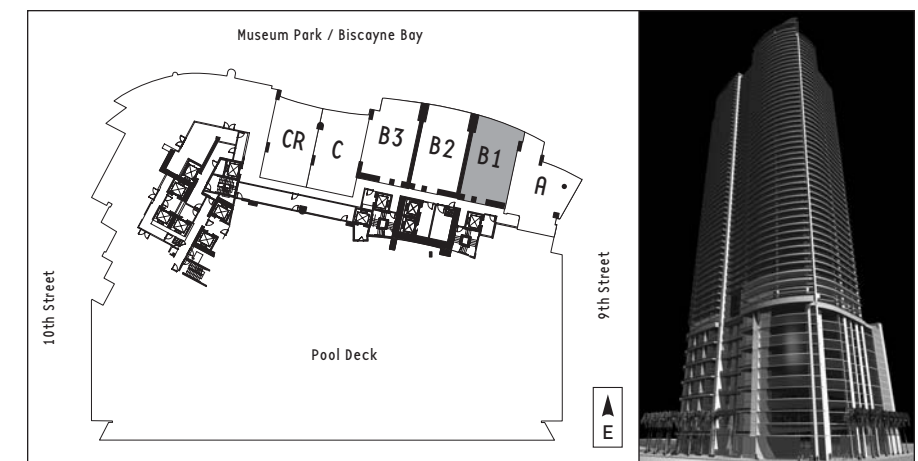 Museum Park / Biscayne Bay
CR
C
B3
B2
B1
A
10th Street
9th Street
Pool Deck
E